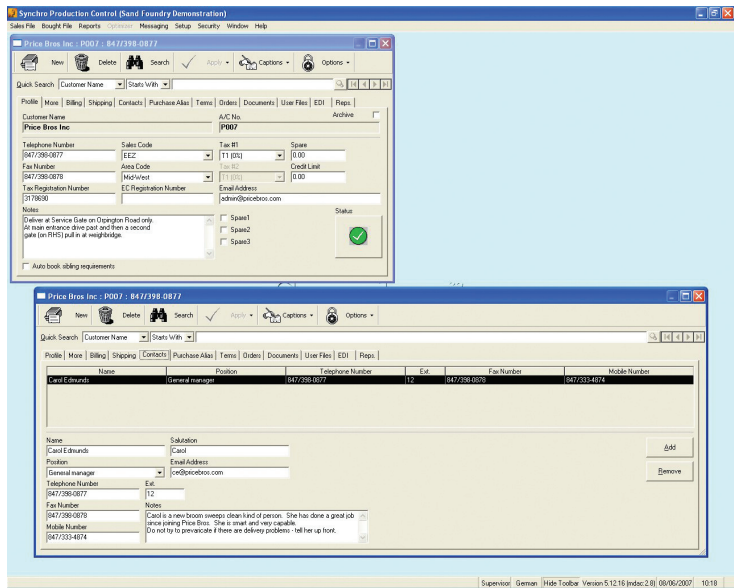 Synchro Production Control (Sand Foundry Demonstration)
Sales File Bought File Reports Optimizer Messaging Setup Security Window Help
Price Bros Inc : P007 : 847/398-0877
New Delete Search Apply Captions Options
Quick Search Customer Name Starts With
Profile More Billing Shipping Contacts Purchase Alias Terms Orders Documents User Files EDI Reps.
Customer Name A/C No. Archive
Price Bros Inc P007
Telephone Number Sales Code Tax #1 Spare
847/398-0877 EEZ T1 (0%) 0.00
Fax Number Area Code Tax #2 Credit Limit
847/398-0878 Mid-West T1 (0%) 0.00
Tax Registration Number EC Registration Number Email Address
3178690 admin@pricebros.com
Notes Status
Deliver at Service Gate on Orpington Road only.
At main entrance drive past and then a second
gate (on RHS) pull in at weighbridge.
Spare1
Spare2
Spare3
Auto book sibling requirements
Price Bros Inc : P007 : 847/398-0877
New Delete Search Apply Captions Options
Quick Search Customer Name Starts With
Profile More Billing Shipping Contacts Purchase Alias Terms Orders Documents User Files EDI Reps.
Name Position Telephone Number Ext. Fax Number Mobile Number
Carol Edmunds General manager 847/398-0877 12 847/398-0878 847/333-4874
Name Salutation
Carol Edmunds Carol Add
Position Email Address
General manager ce@pricebros.com Remove
Telephone Number Ext.
847/398-0877 12
Fax Number Notes
847/398-0878
Mobile Number
847/333-4874
Carol is a new broom sweeps clean kind of person. She has done a great job
since joining Price Bros. She is smart and very capable.
Do not try to prevaricate if there are delivery problems - tell her up front.
Supervisor German Hide Toolbar Version 5.12.16 (mdac:2.8) 08/06/2007 10:18